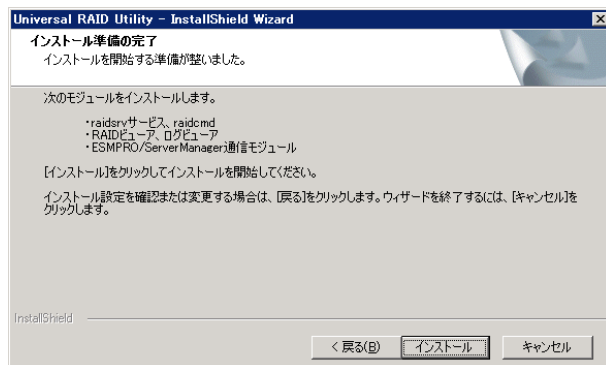 Universal RAID Utility - InstallShield Wizard
インストール準備の完了
インストールを開始する準備が整いました。
次のモジュールをインストールします。
・raidsrvサービス、raidcmd
・RAIDビューア、ログビューア
・ESMPRO/ServerManager通信モジュール
[インストール]をクリックしてインストールを開始してください。
インストール設定を確認または変更する場合は、[戻る]をクリックします。ウィザードを終了するには、[キャンセル]を
クリックします。
InstallShield
< 戻る(B)
インストール
キャンセル